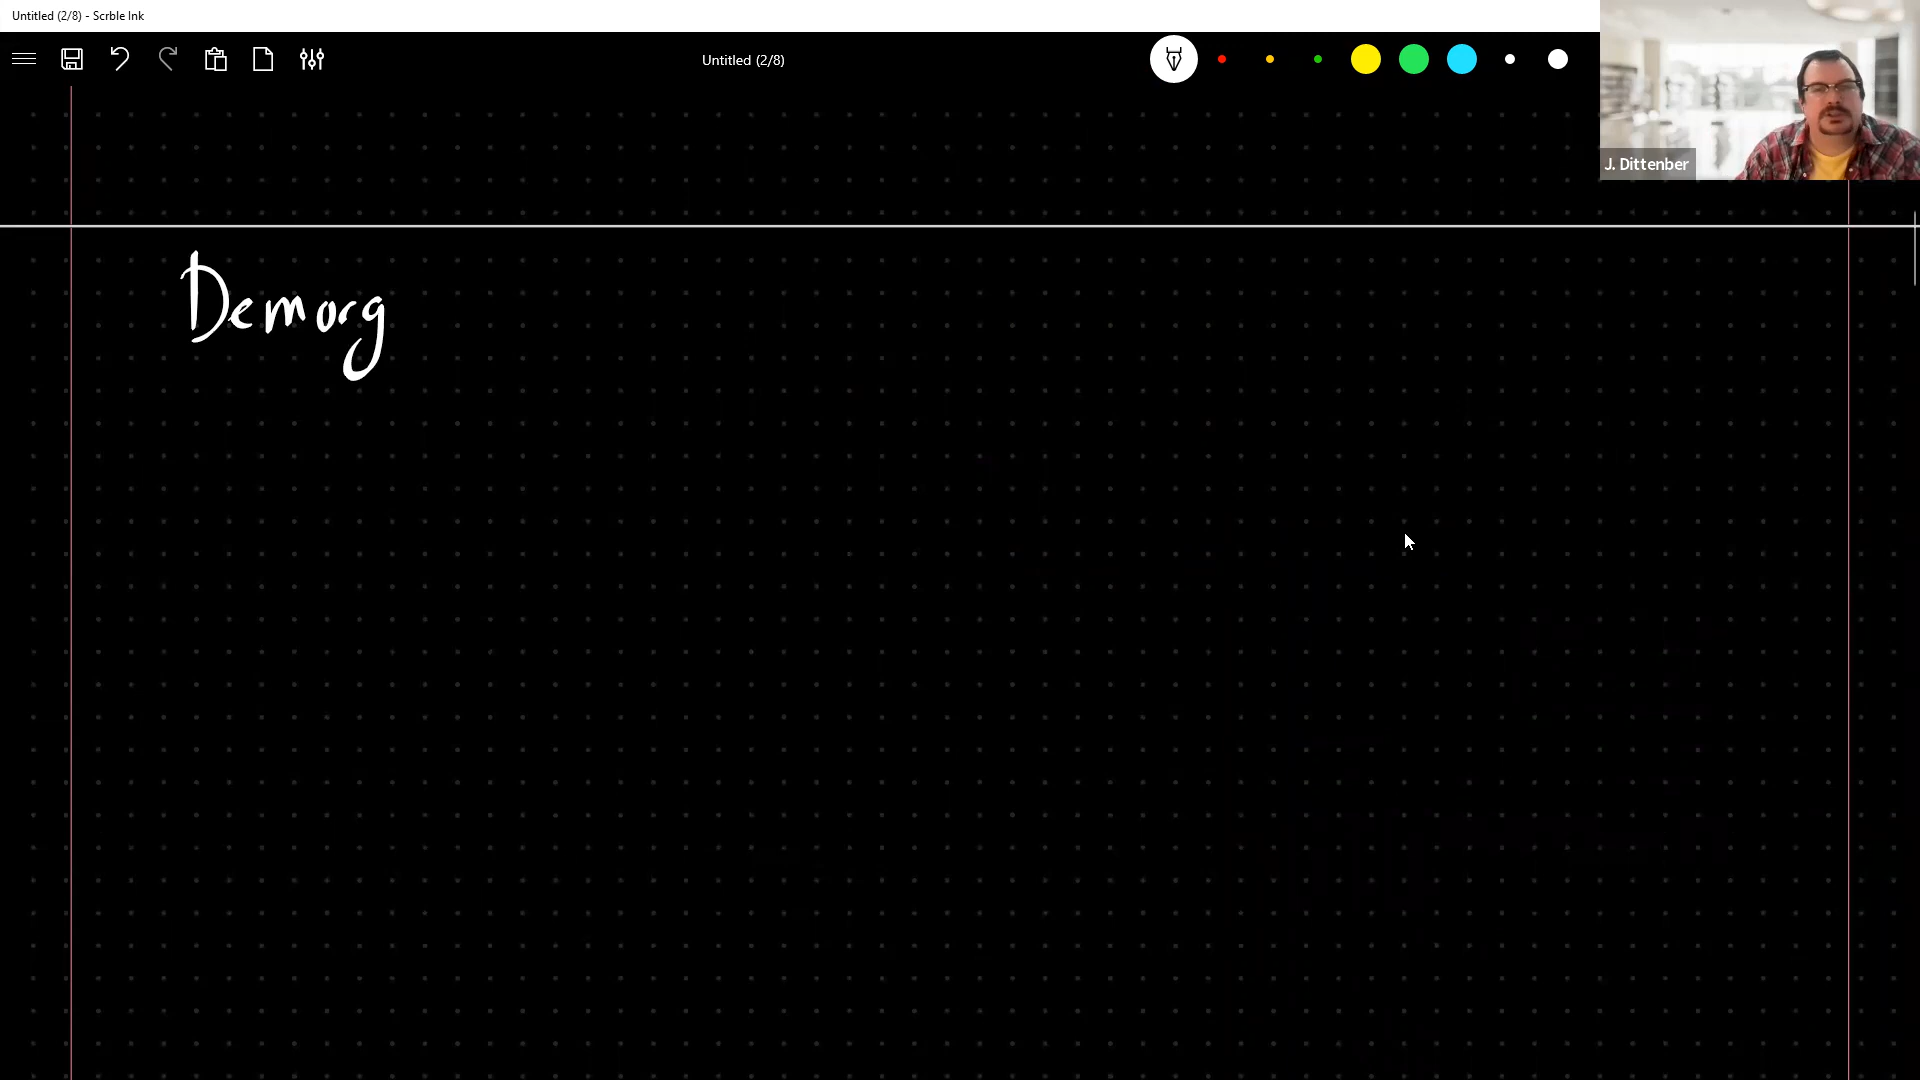 Untitled (2/8) - Scrble Ink
Untitled (2/8)
J. Dittenber
Demorg